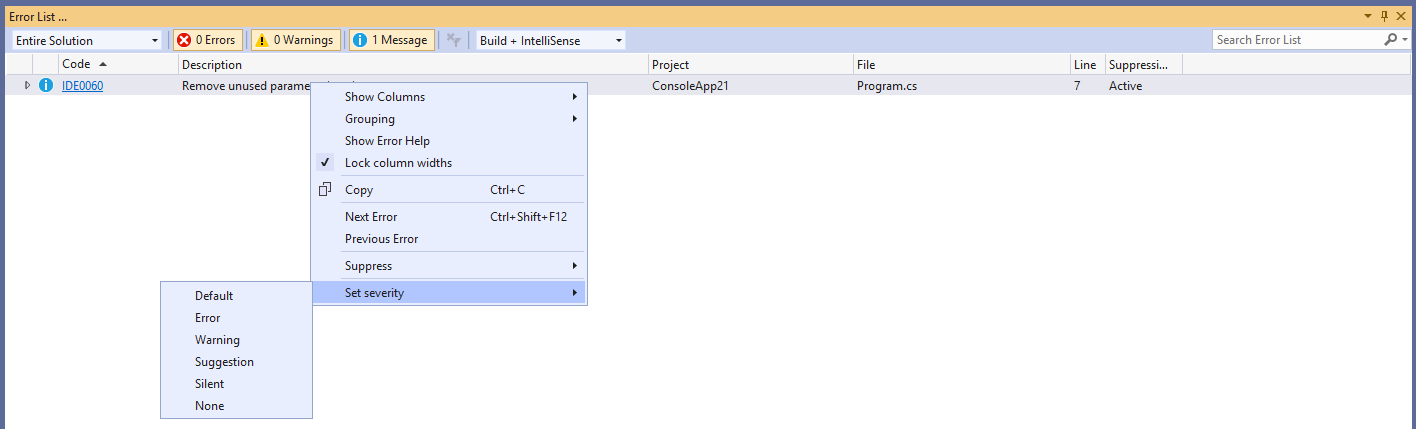 Error List ...
Entire Solution 0 Errors 0 Warnings 1 Message Build + IntelliSense Search Error List
Code Description Project File Line Suppressi...
IDE0060 Remove unused parame ConsoleApp21 Program.cs 7 Active
Show Columns
Grouping
Show Error Help
Lock column widths
Copy Ctrl+C
Next Error Ctrl+Shift+F12
Previous Error
Suppress
Set severity
Default
Error
Warning
Suggestion
Silent
None